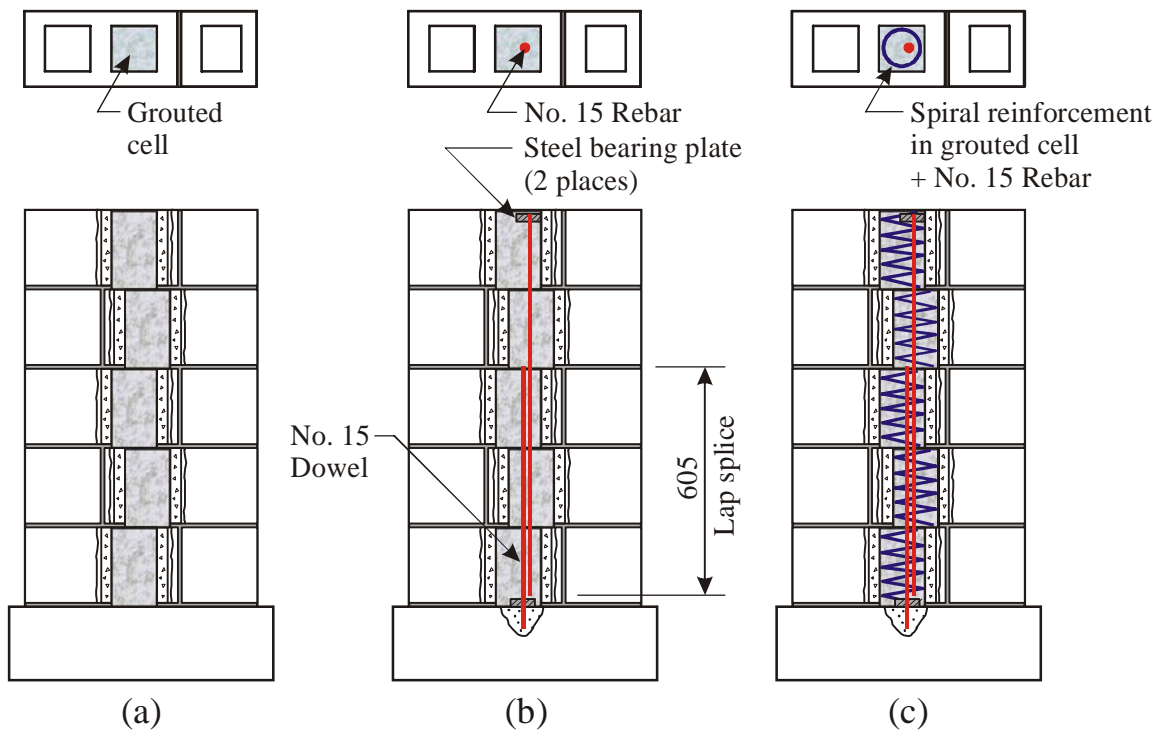 Grouted
cell
No. 15 Rebar
Steel bearing plate
(2 places)
Spiral reinforcement
in grouted cell
+ No. 15 Rebar
No. 15
Dowel
605
Lap splice
(a)
(b)
(c)